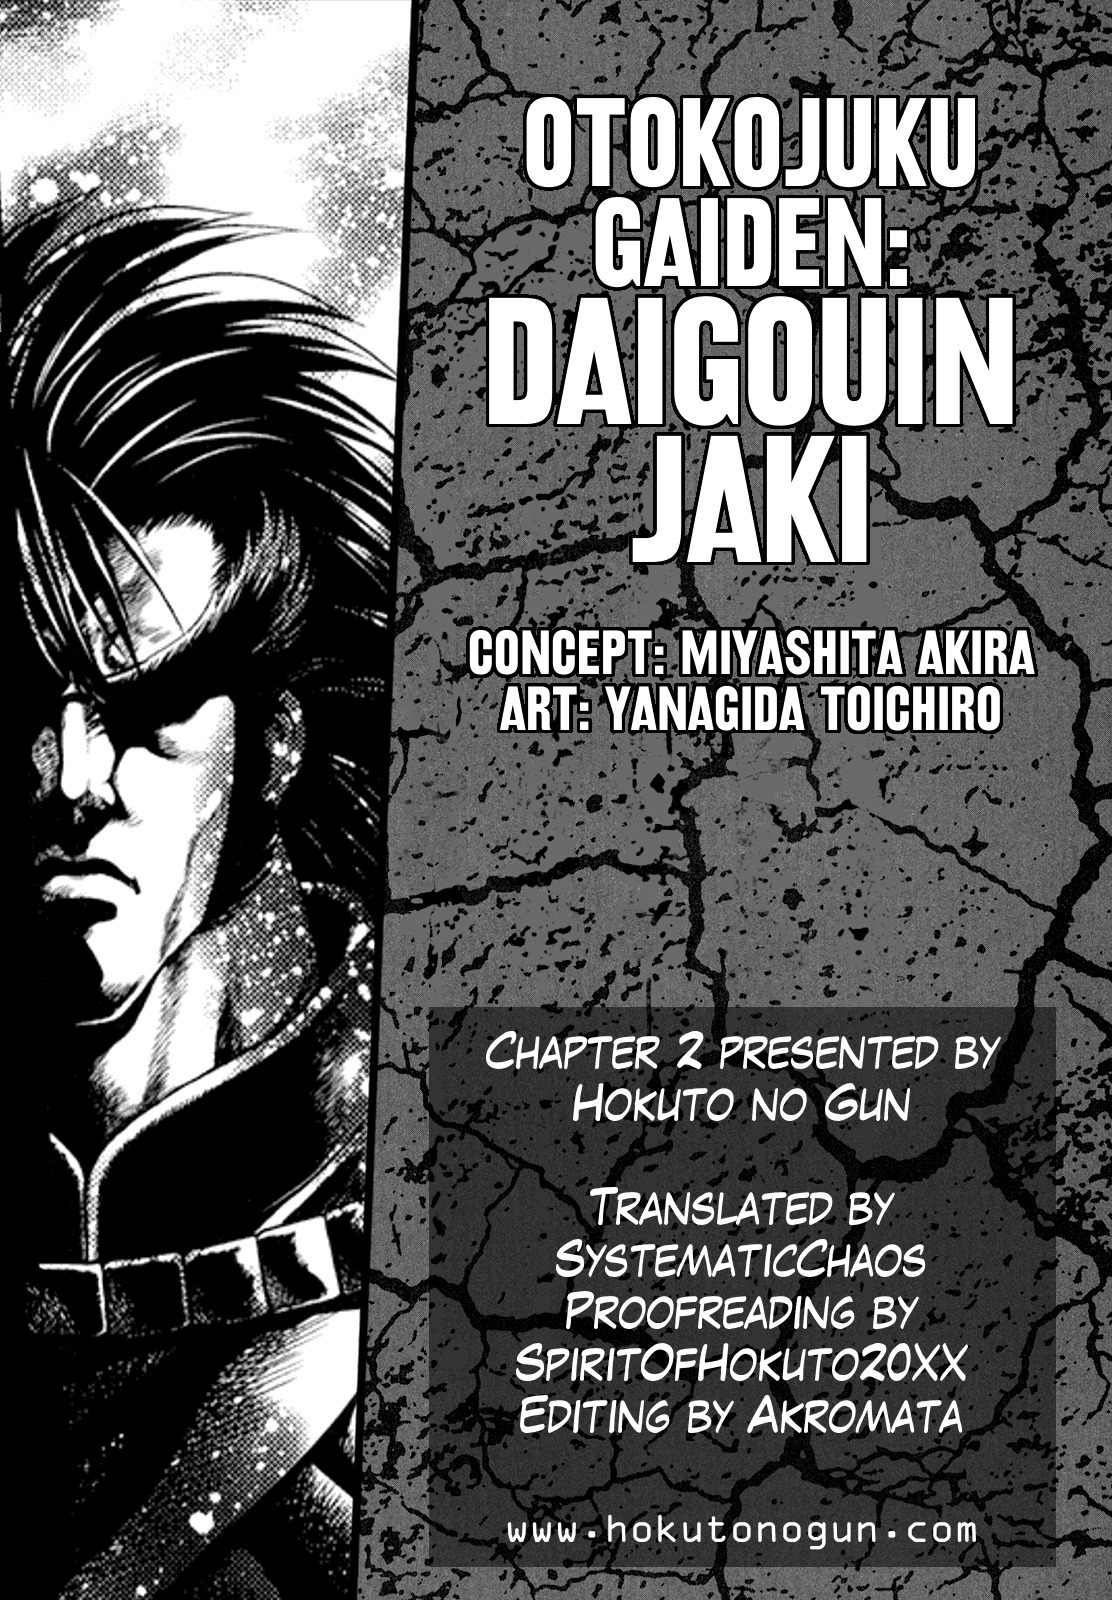 OTOKOJUKU
GAIDEN:
DAIGOUIN
JAKI
CONCEPT: MIYASHITA AKIRA
ART: YANAGIDA TOICHIRO
CHAPTER 2 PRESENTED BY
HOKUTO NO GUN
TRANSLATED BY
SYSTEMATICCHAOS
PROOFREADING BY
SPIRITOFHOKUTO20XX
EDITING BY AKROMATA
www.hokutonogun.com